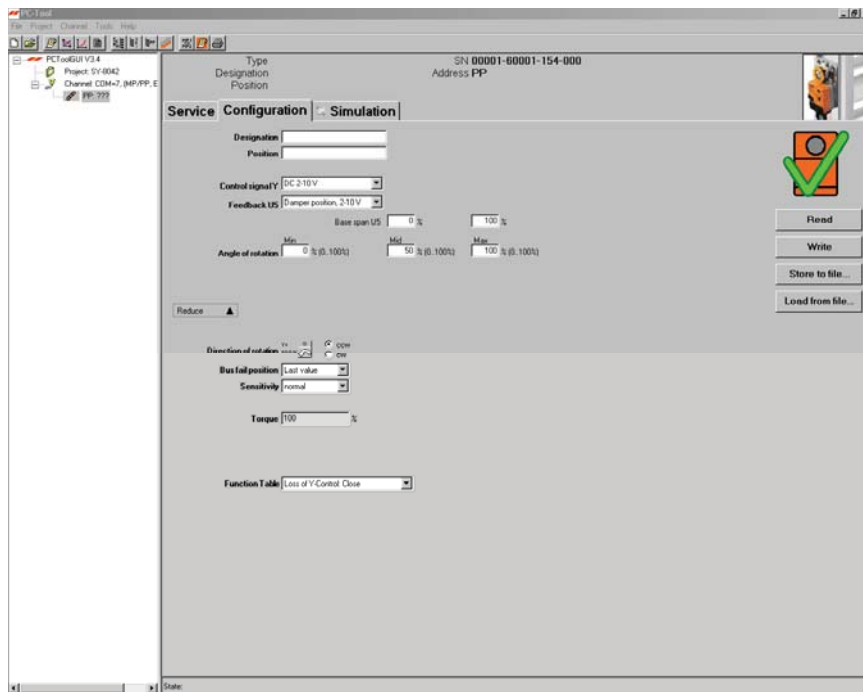 PC-Tool
File Project Channel Tools Help
PCToolGUI V3.4
Project: SY-0042
Channel: COM=7, (MP/PP, E
PP: ???
Type
SN 00001-60001-154-000
Designation
Address PP
Position
Service Configuration Simulation
Designation
Position
Control signal Y DC 2-10 V
Feedback U5 Damper position, 2-10 V
Base span U5 0 % 100 %
Min Mid Max
Angle of rotation 0 % (0..100%) 50 % (0..100%) 100 % (0..100%)
Reduce
Direction of rotation ccw
cw
Bus fail position Last value
Sensitivity normal
Torque 100 %
Function Table Loss of Y-Control: Close
Read
Write
Store to file...
Load from file...
State: